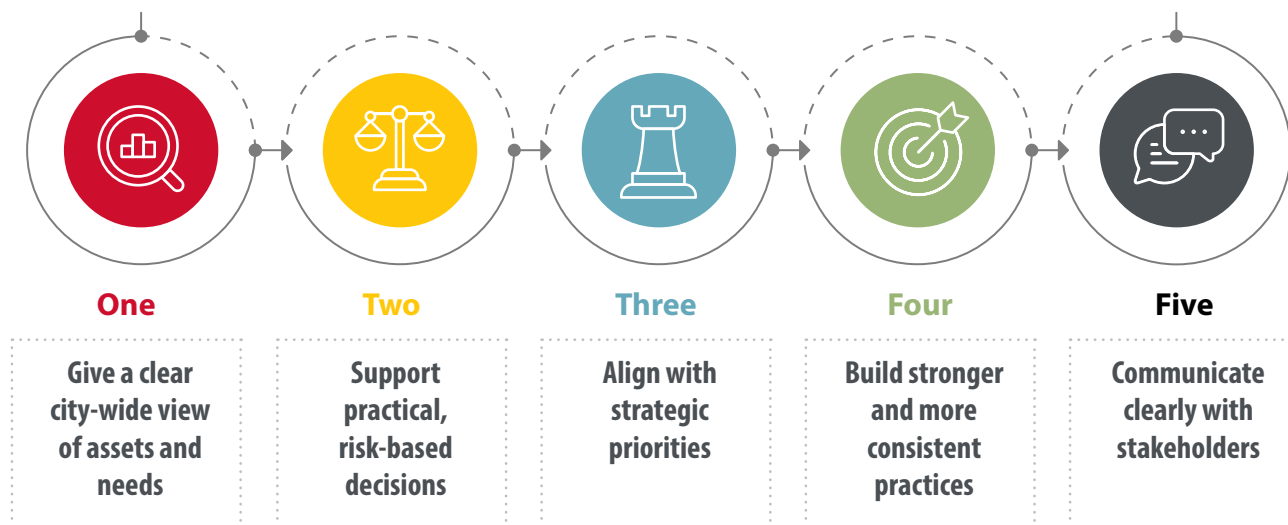 One
Give a clear
city-wide view
of assets and
needs
Two
Support
practical,
risk-based
decisions
Three
Align with
strategic
priorities
Four
Build stronger
and more
consistent
practices
Five
Communicate
clearly with
stakeholders